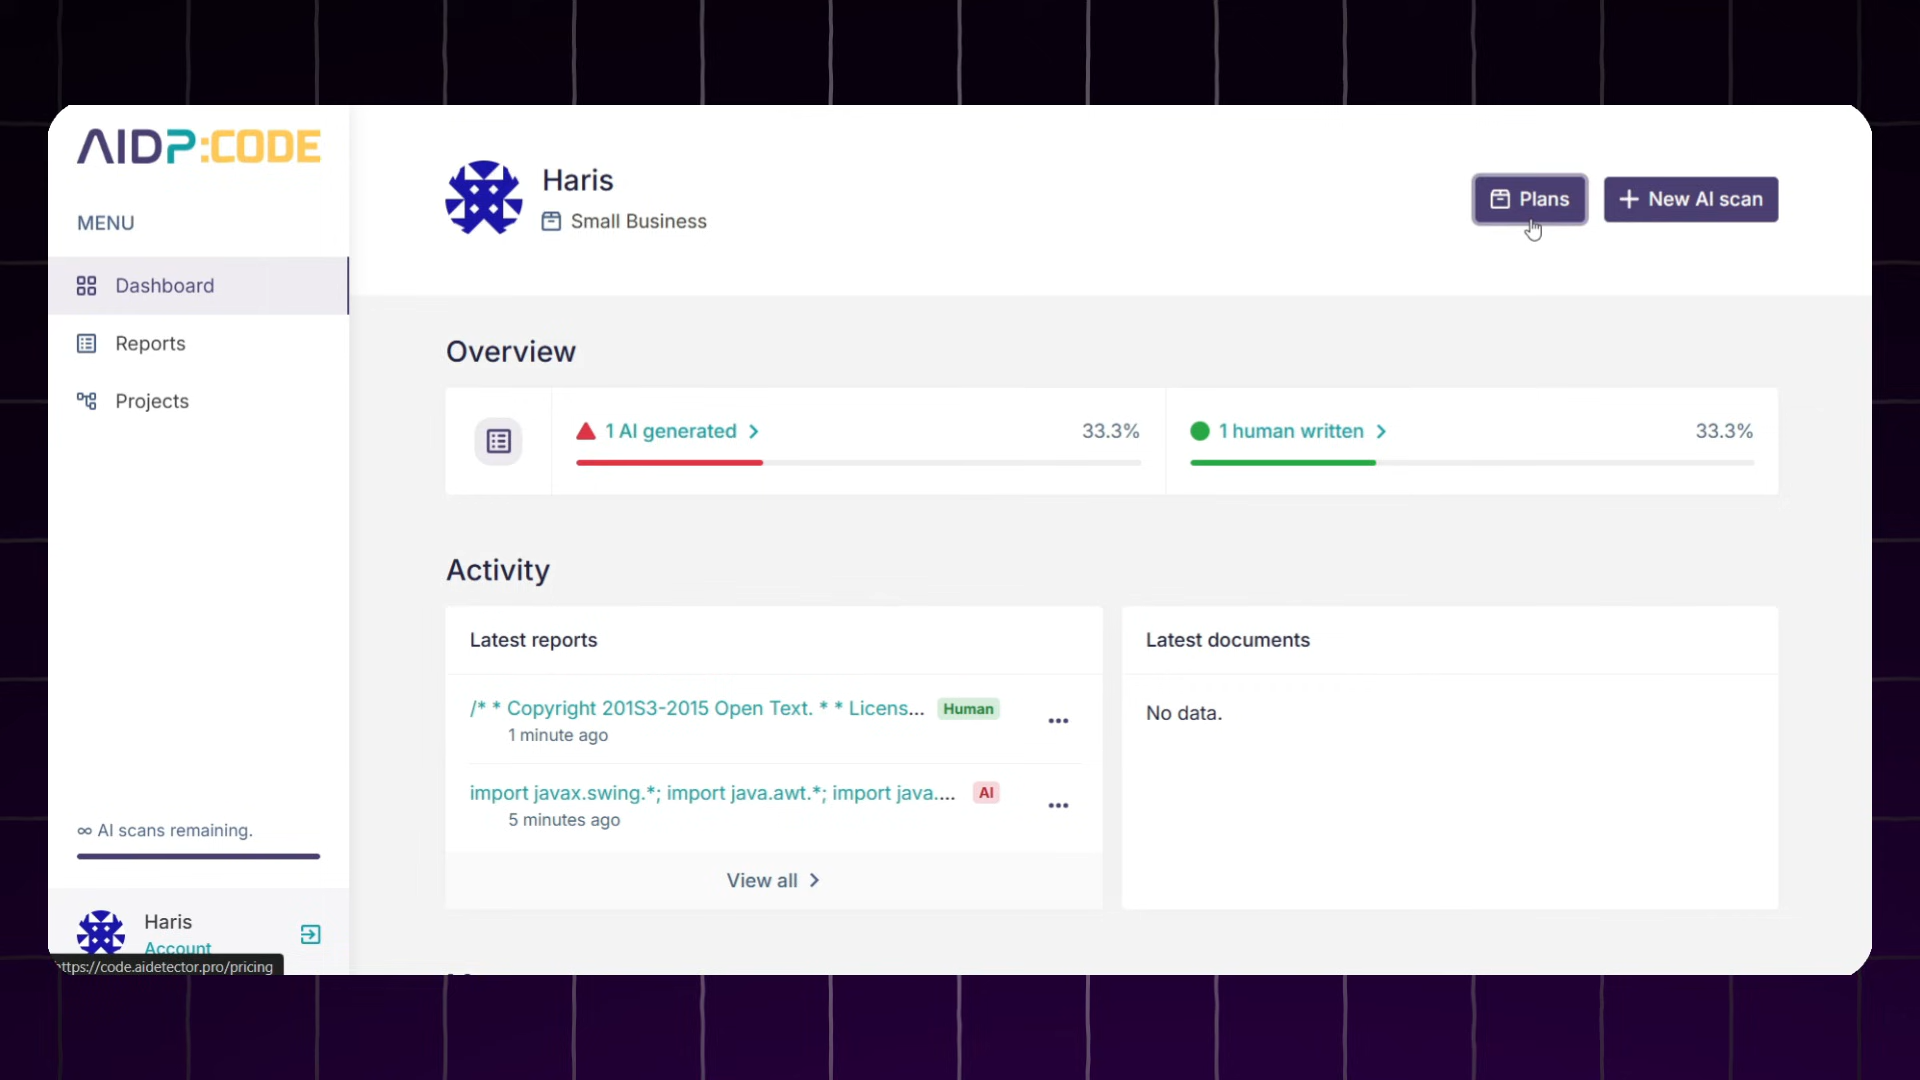 AIDP:CODE
MENU
Dashboard
Reports
Projects
∞ AI scans remaining.
Haris
Account
ttps://code.aidetector.pro/pricing
Haris
Small Business
Plans
+ New AI scan
Overview
1 AI generated >
33.3%
1 human written >
33.3%
Activity
Latest reports
/* * Copyright 201S3-2015 Open Text. * * Licens... Human
1 minute ago
import javax.swing.*; import java.awt.*; import java.... AI
5 minutes ago
View all >
Latest documents
No data.